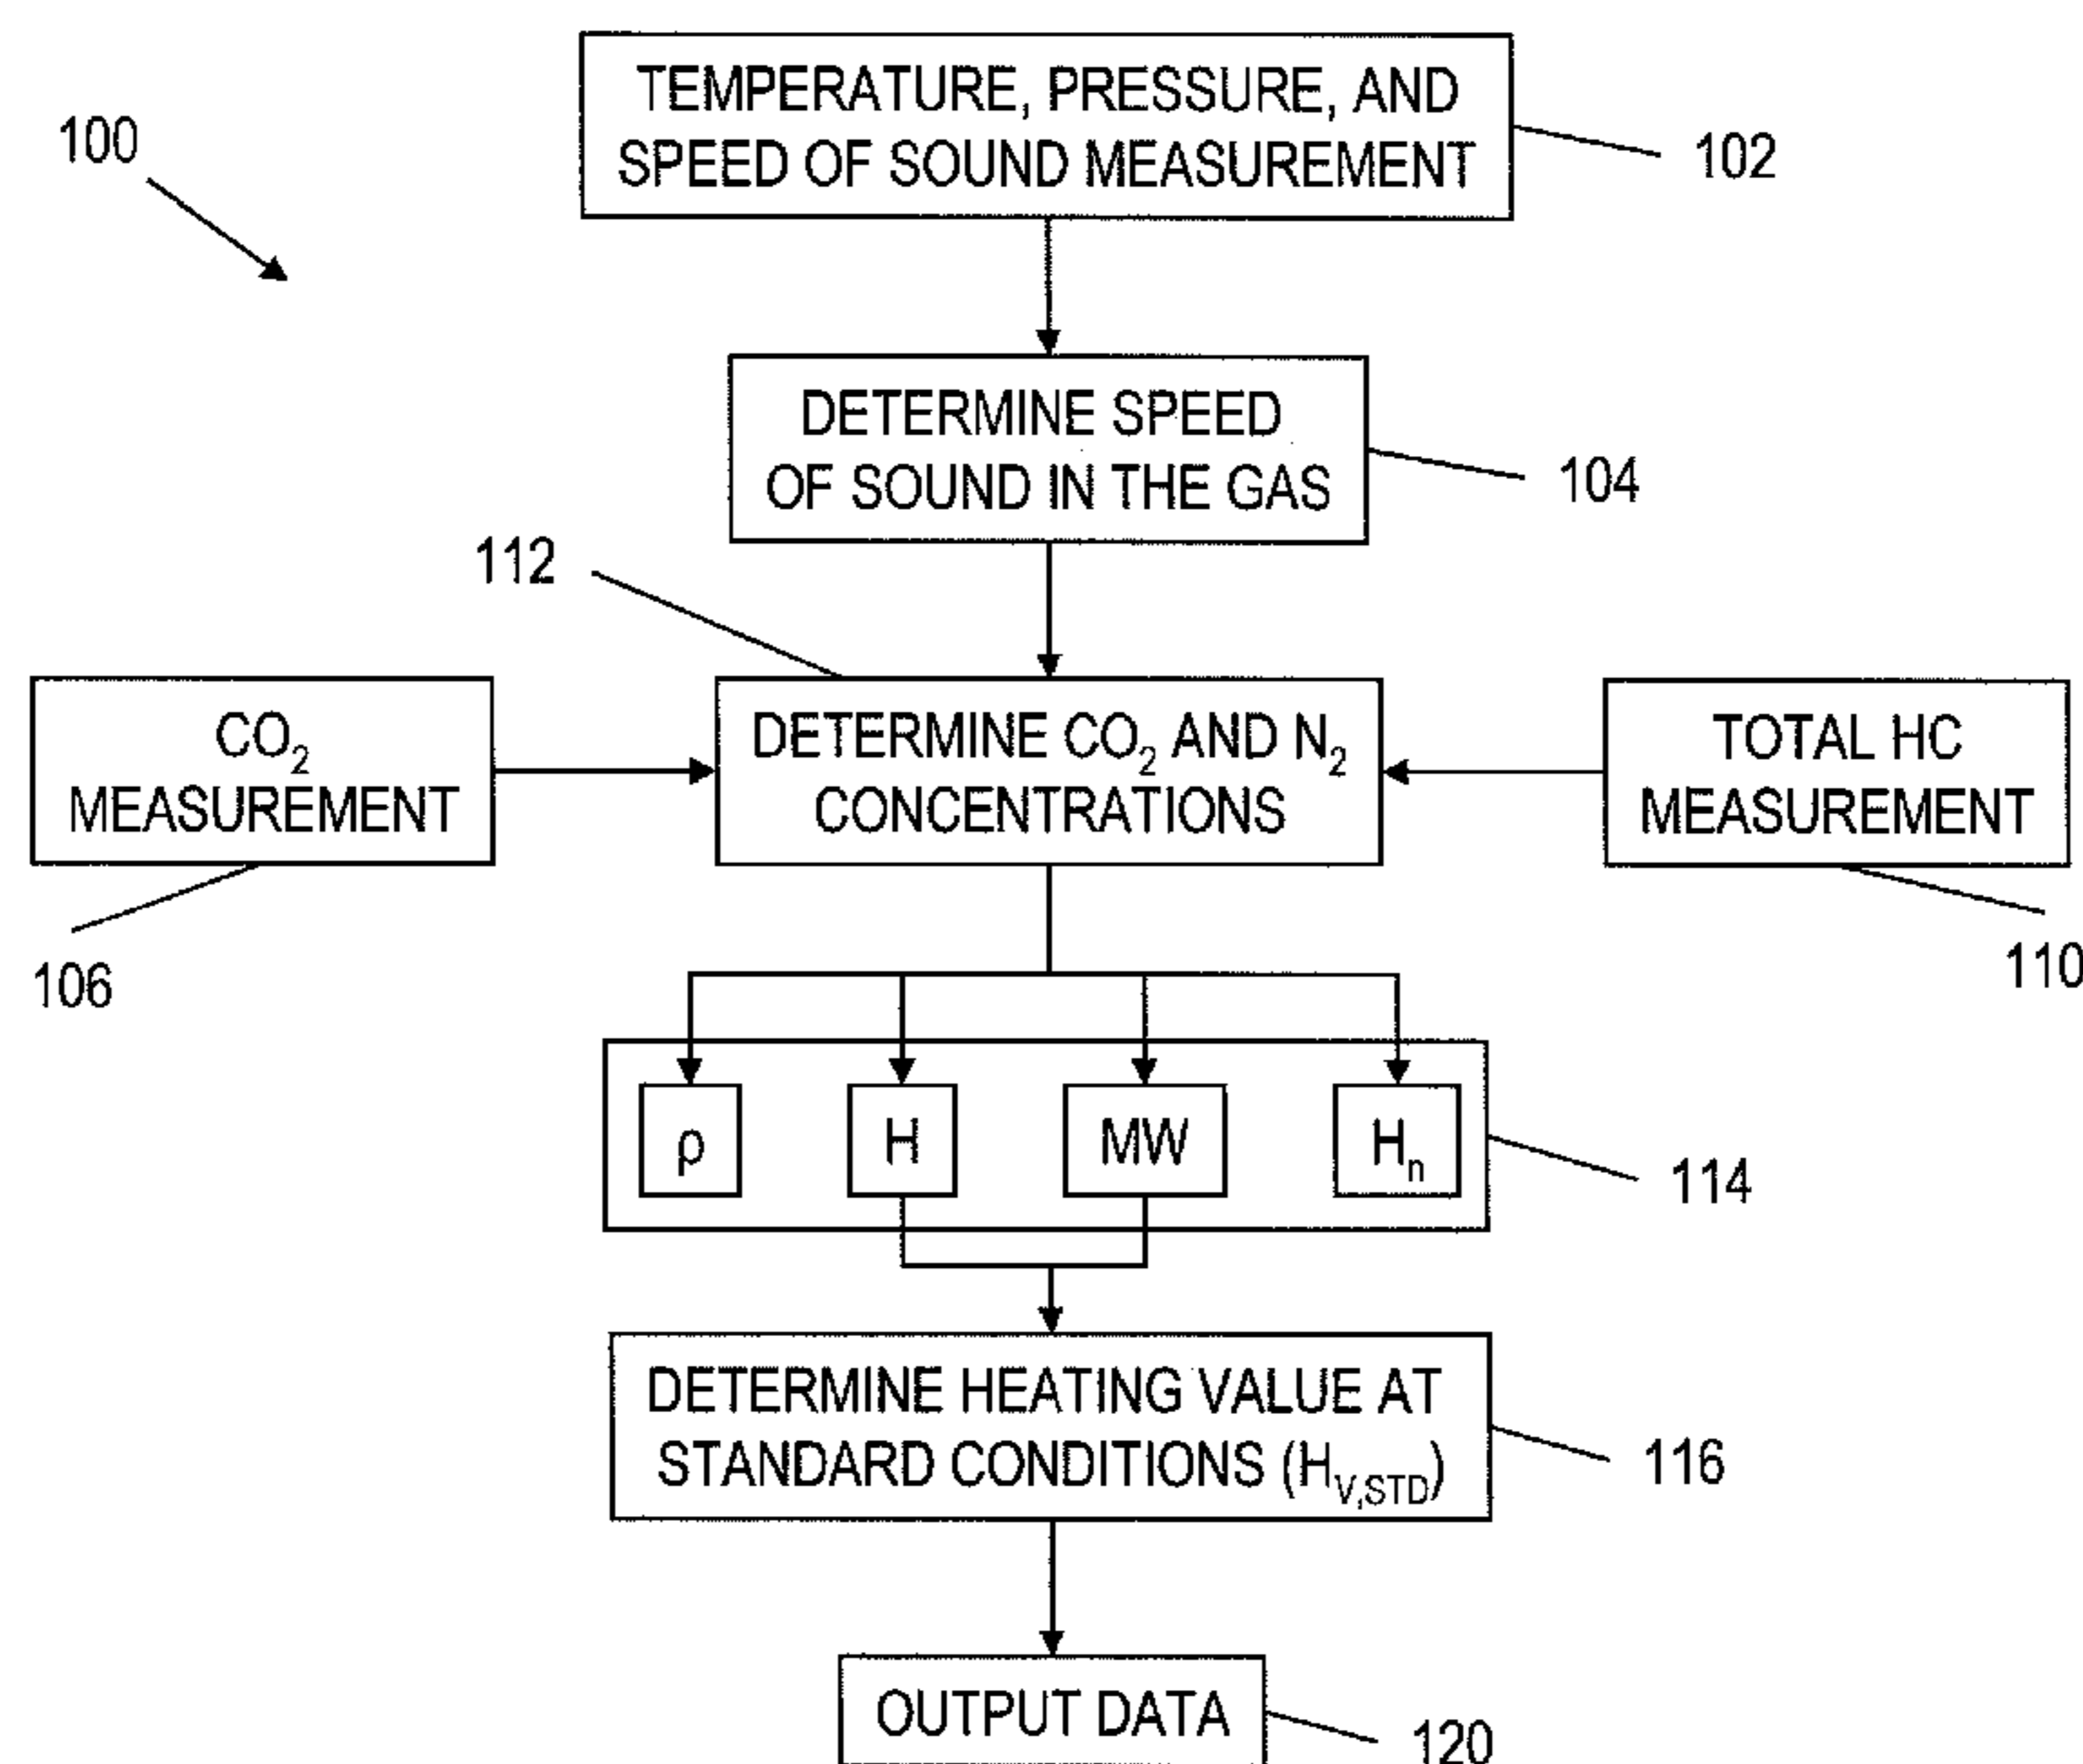 100
TEMPERATURE, PRESSURE, AND
SPEED OF SOUND MEASUREMENT
102
DETERMINE SPEED
OF SOUND IN THE GAS
104
112
CO₂
MEASUREMENT
106
DETERMINE CO₂ AND N₂
CONCENTRATIONS
TOTAL HC
MEASUREMENT
110
ρ
H
MW
Hₙ
114
DETERMINE HEATING VALUE AT
STANDARD CONDITIONS (H_V,STD)
116
OUTPUT DATA
120